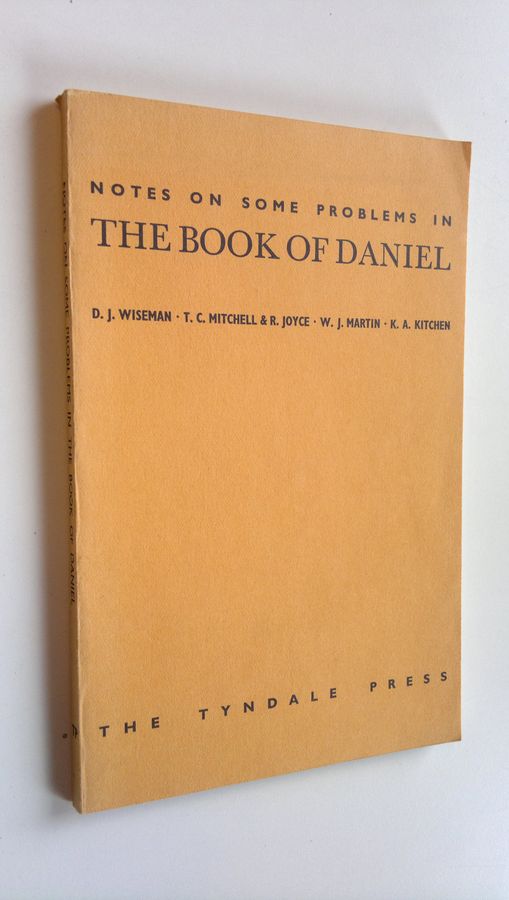 NOTES ON SOME PROBLEMS IN
THE BOOK OF DANIEL
D. J. WISEMAN · T. C. MITCHELL & R. JOYCE · W. J. MARTIN · K. A. KITCHEN
THE TYNDALE PRESS
NOTES ON SOME PROBLEMS IN THE BOOK OF DANIEL